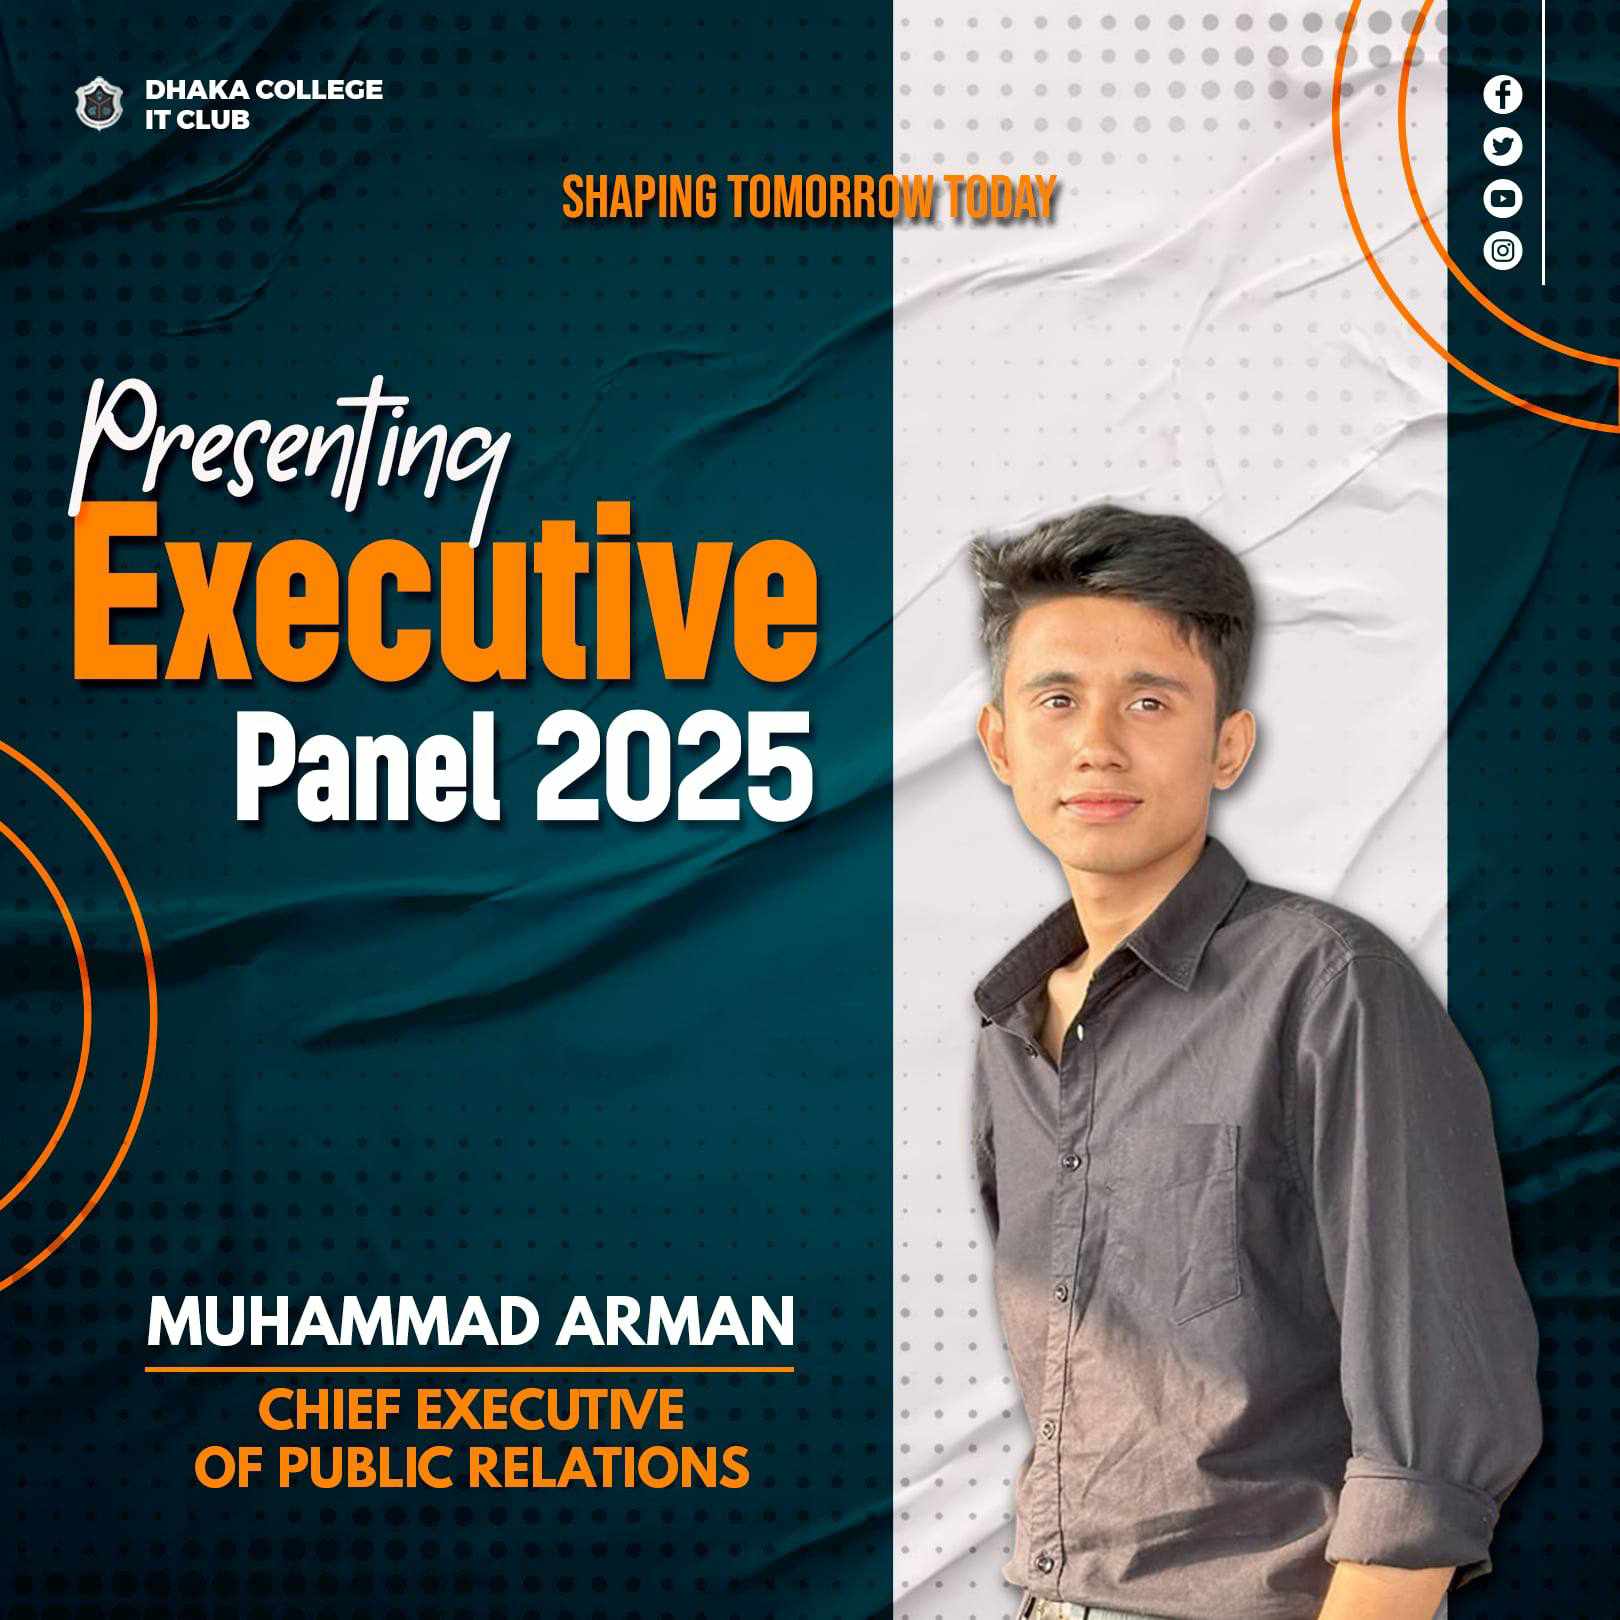 DHAKA COLLEGE
IT CLUB
SHAPING TOMORROW TODAY
Presenting
Executive
Panel 2025
MUHAMMAD ARMAN
CHIEF EXECUTIVE
OF PUBLIC RELATIONS